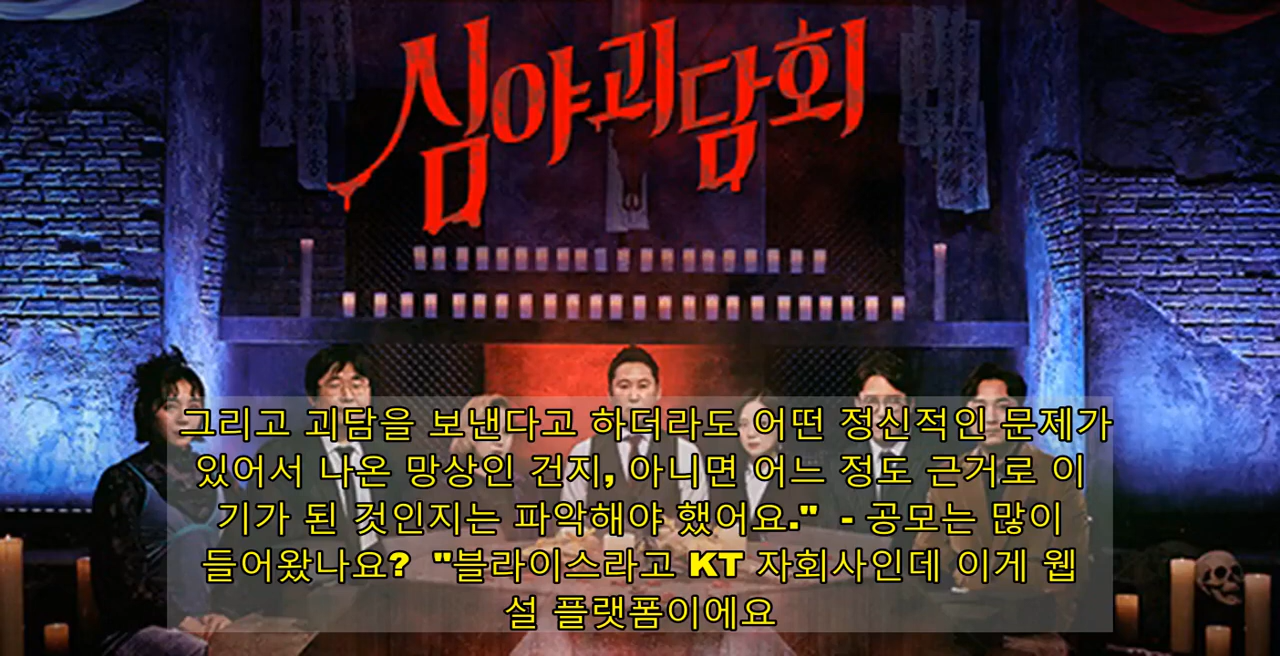 심야괴담회
그리고 괴담을 보낸다고 하더라도 어떤 정신적인 문제가
있어서 나온 망상인 건지, 아니면 어느 정도 근거로 이
기가 된 것인지는 파악해야 했어요." - 공모는 많이
들어왔나요? "블라이스라고 KT 자회사인데 이게 웹
설 플랫폼이에요